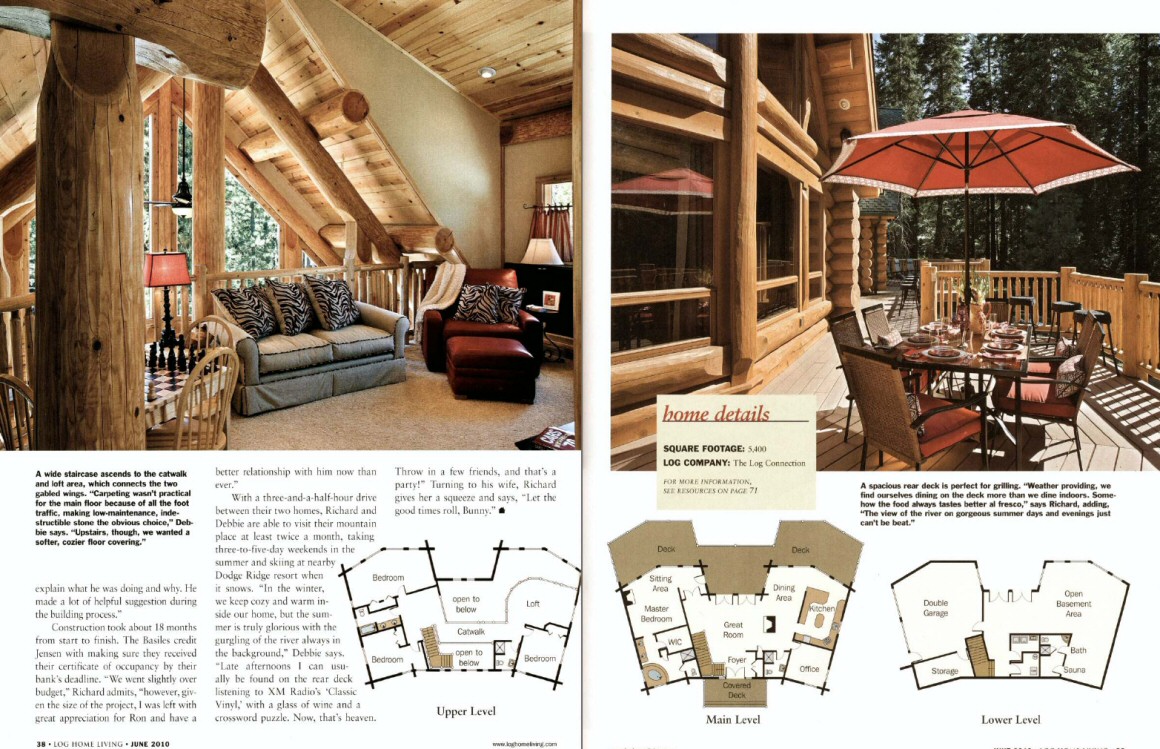 A wide staircase ascends to the catwalk
and loft area, which connects the two
gabled wings. “Carpeting wasn’t practical
for the main floor because of all the foot
traffic, making low-maintenance, inde-
structible stone the obvious choice,” Deb-
bie says. “Upstairs, though, we wanted a
softer, cozier floor covering.”
explain what he was doing and why. He
made a lot of helpful suggestion during
the building process.”
Construction took about 18 months
from start to finish. The Basiles credit
Jensen with making sure they received
their certificate of occupancy by their
bank’s deadline. “We went slightly over
budget,” Richard admits, “however, giv-
en the size of the project, I was left with
great appreciation for Ron and have a
better relationship with him now than
ever.”
With a three-and-a-half-hour drive
between their two homes, Richard and
Debbie are able to visit their mountain
place at least twice a month, taking
three-to-five-day weekends in the
summer and skiing at nearby
Dodge Ridge resort when
it snows. “In the winter,
we keep cozy and warm in-
side our home, but the sum-
mer is truly glorious with the
gurgling of the river always in
the background,” Debbie says.
“Late afternoons I can usu-
ally be found on the rear deck
listening to XM Radio’s ‘Classic
Vinyl,’ with a glass of wine and a
crossword puzzle. Now, that’s heaven.
Throw in a few friends, and that’s a
party!” Turning to his wife, Richard
gives her a squeeze and says, “Let the
good times roll, Bunny.”
Bedroom
open to
below
Loft
Catwalk
open to
below
Bedroom
Bedroom
Upper Level
38 • LOG HOME LIVING • JUNE 2010
www.loghomeliving.com
home details
SQUARE FOOTAGE: 5,400
LOG COMPANY: The Log Connection
FOR MORE INFORMATION,
SEE RESOURCES ON PAGE 71
A spacious rear deck is perfect for grilling. “Weather providing, we
find ourselves dining on the deck more than we dine indoors. Some-
how the food always tastes better al fresco,” says Richard, adding,
“The view of the river on gorgeous summer days and evenings just
can’t be beat.”
Deck
Deck
Sitting
Area
Dining
Area
Master
Bedroom
Kitchen
Great
Room
WIC
Foyer
Office
Covered
Deck
Main Level
Double
Garage
Open
Basement
Area
Bath
Storage
Sauna
Lower Level